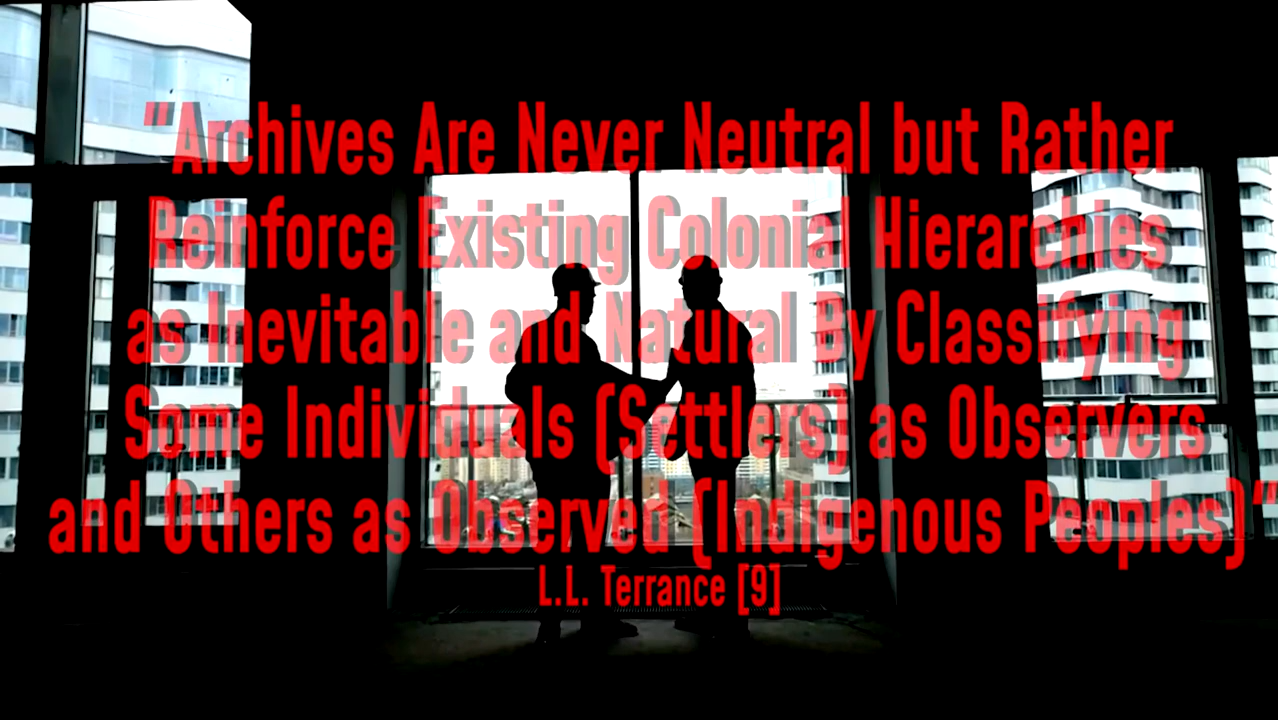 "Archives Are Never Neutral but Rather
Reinforce Existing Colonial Hierarchies
as Inevitable and Natural By Classifying
Some Individuals (Settlers) as Observers
and Others as Observed (Indigenous Peoples)"
L.L. Terrance [9]